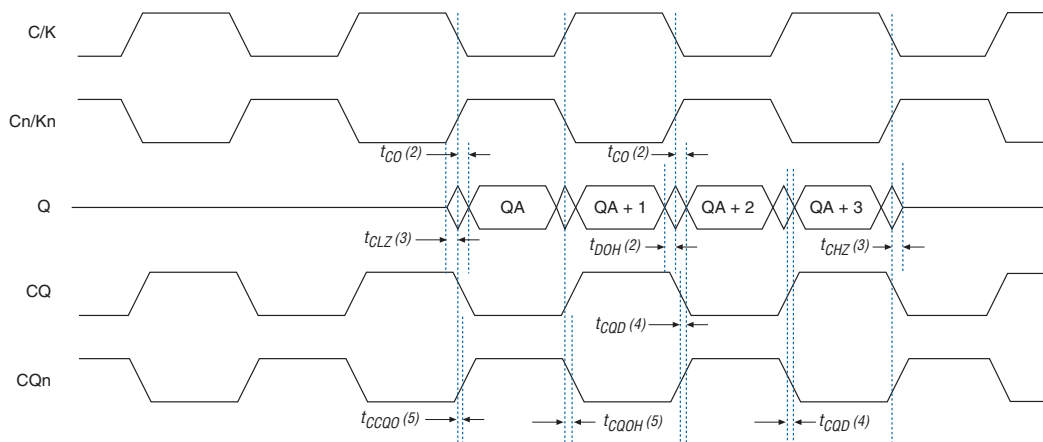 C/K
Cn/Kn
tCO (2) tCO (2)
Q QA QA + 1 QA + 2 QA + 3
tCLZ (3) tDOH (2) tCHZ (3)
CQ
tCQD (4)
CQn
tCCQO (5) tCQOH (5) tCQD (4)